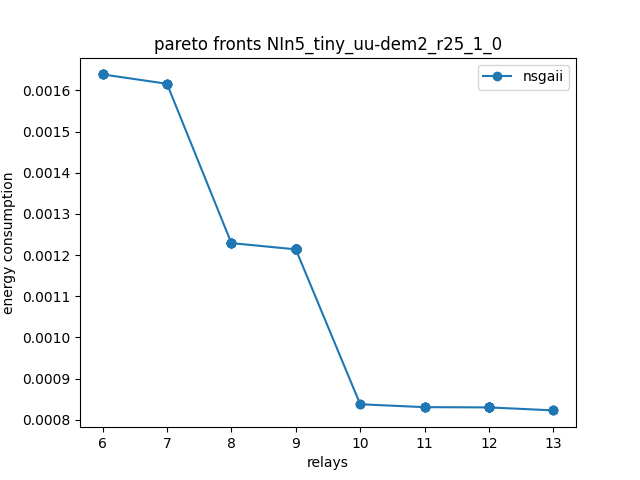 pareto fronts NIn5_tiny_uu-dem2_r25_1_0
nsgaii
energy consumption
0.0016
0.0015
0.0014
0.0013
0.0012
0.0011
0.0010
0.0009
0.0008
6 7 8 9 10 11 12 13
relays